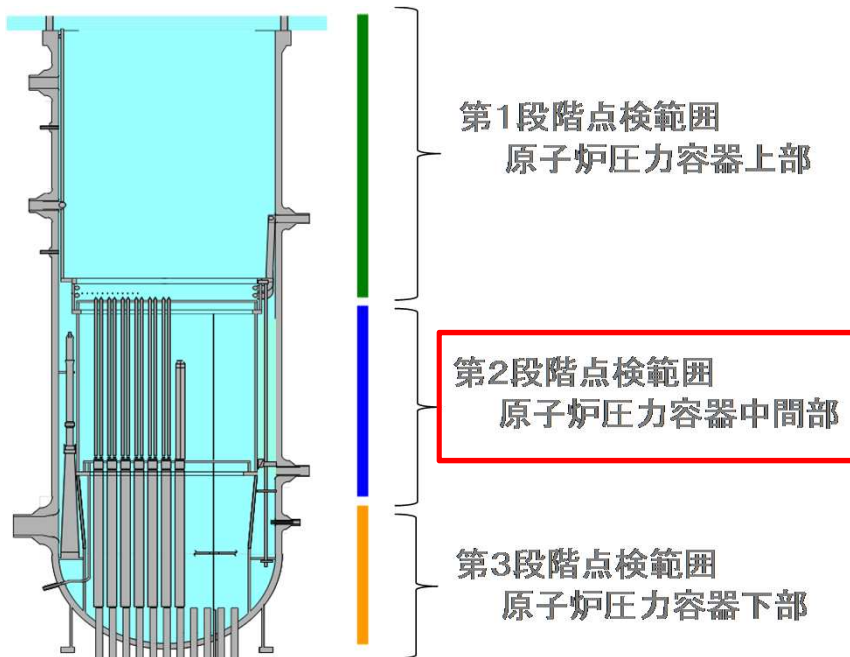 第1段階点検範囲
原子炉圧力容器上部
第2段階点検範囲
原子炉圧力容器中間部
第3段階点検範囲
原子炉圧力容器下部